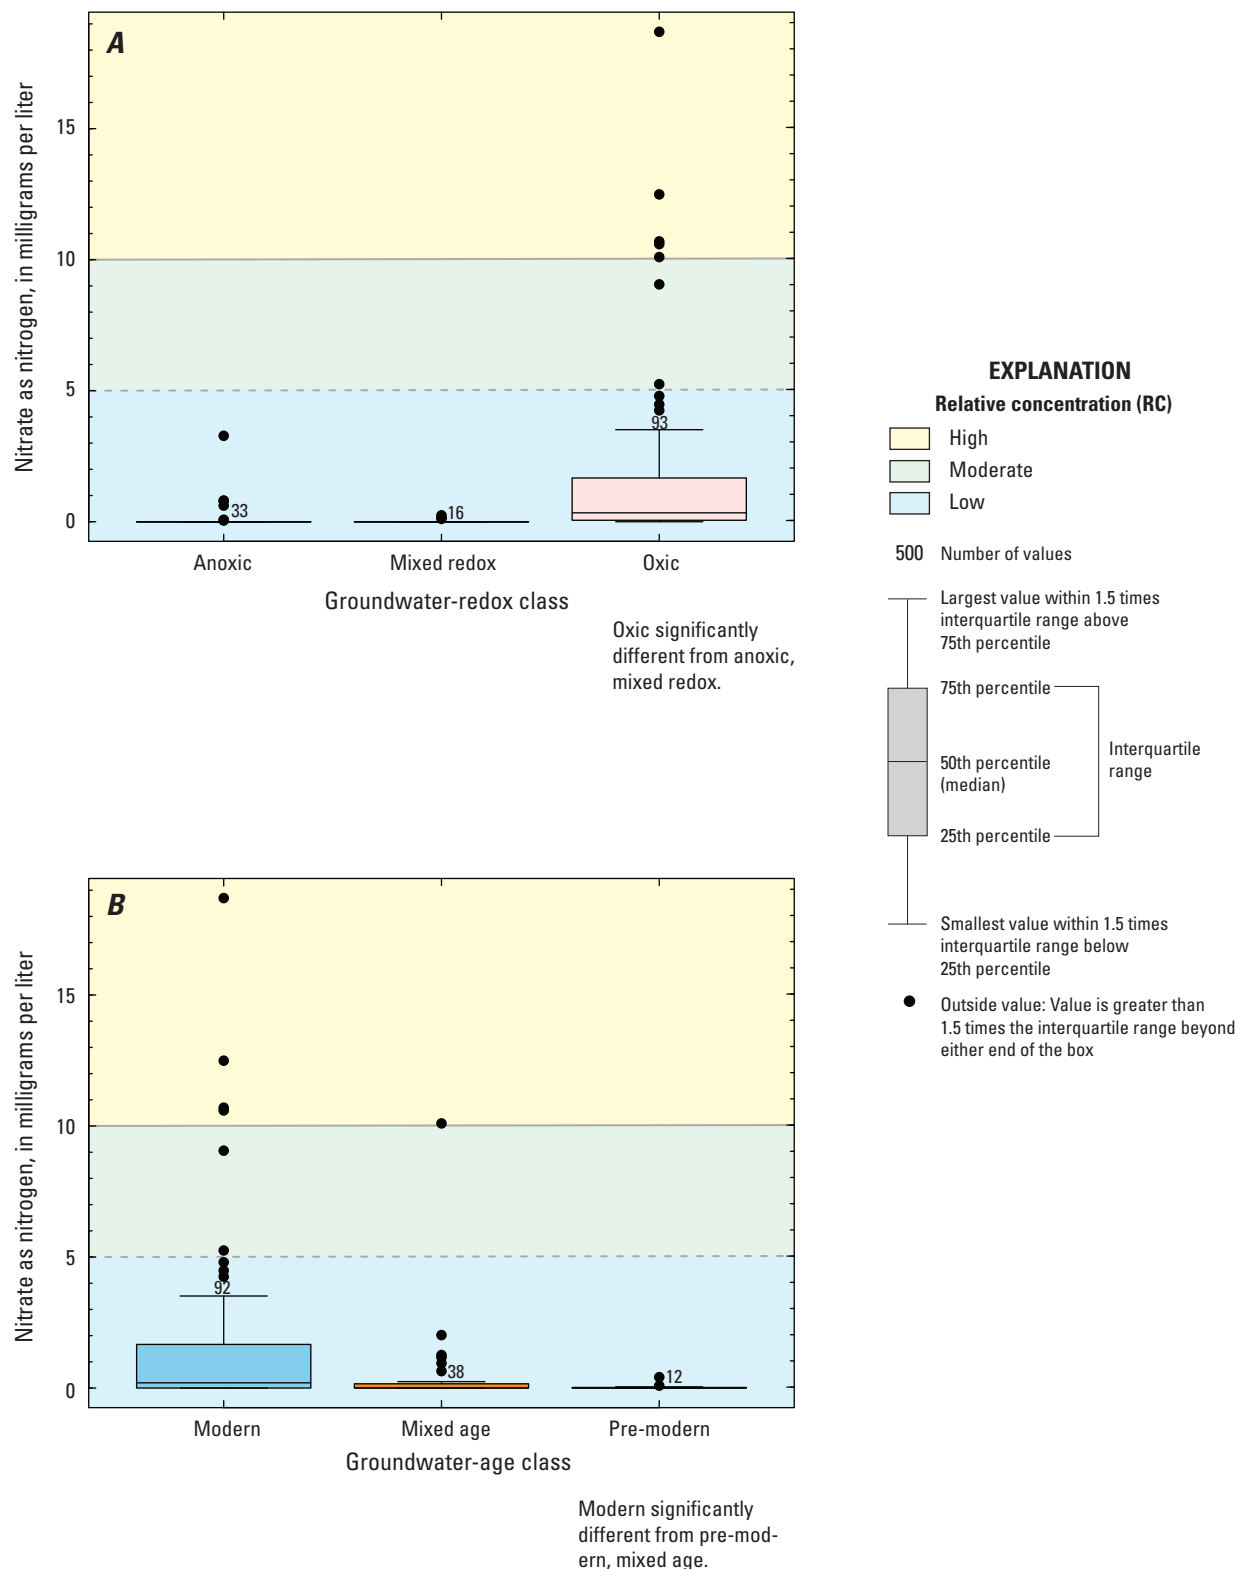 A
Nitrate as nitrogen, in milligrams per liter
15
10
5
0
33
16
93
Anoxic
Mixed redox
Oxic
Groundwater-redox class
Oxic significantly
different from anoxic,
mixed redox.
EXPLANATION
Relative concentration (RC)
High
Moderate
Low
500 Number of values
Largest value within 1.5 times
interquartile range above
75th percentile
75th percentile
50th percentile
(median)
Interquartile
range
25th percentile
Smallest value within 1.5 times
interquartile range below
25th percentile
Outside value: Value is greater than
1.5 times the interquartile range beyond
either end of the box
B
Nitrate as nitrogen, in milligrams per liter
15
10
5
0
92
38
12
Modern
Mixed age
Pre-modern
Groundwater-age class
Modern significantly
different from pre-mod-
ern, mixed age.